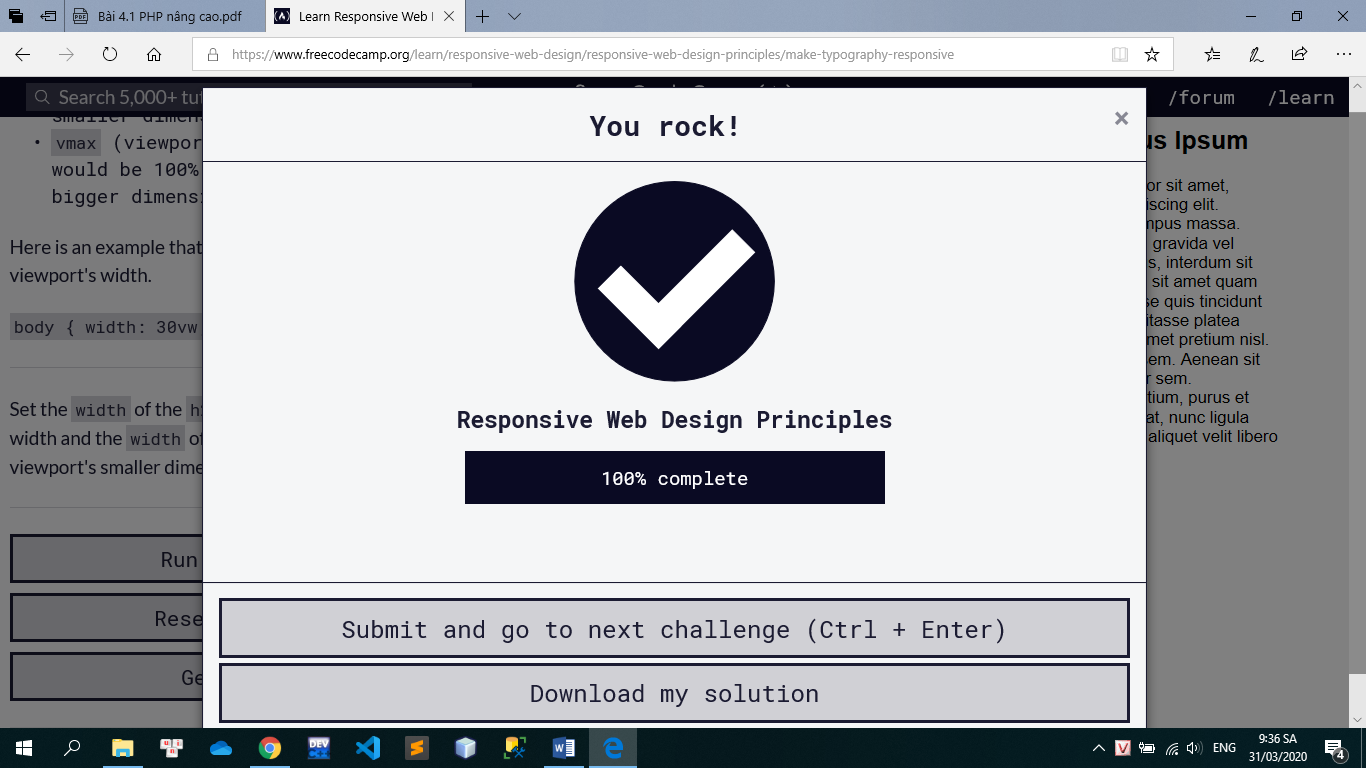 Bài 4.1 PHP nâng cao.pdf
Learn Responsive Web
https://www.freecodecamp.org/learn/responsive-web-design/responsive-web-design-principles/make-typography-responsive
Search 5,000+ tut
/forum
/learn
smaller dimens
• vmax (viewpor
would be 100%
bigger dimensi
Here is an example that
viewport's width.
body { width: 30vw
Set the width of the h
width and the width of
viewport's smaller dime
Run
Rese
Ge
You rock!
×
Responsive Web Design Principles
100% complete
Submit and go to next challenge (Ctrl + Enter)
Download my solution
us Ipsum
or sit amet,
iscing elit.
mpus massa.
gravida vel
s, interdum sit
sit amet quam
se quis tincidunt
itasse platea
met pretium nisl.
em. Aenean sit
r sem.
tium, purus et
at, nunc ligula
aliquet velit libero
DEV
ENG
9:36 SA
31/03/2020
4